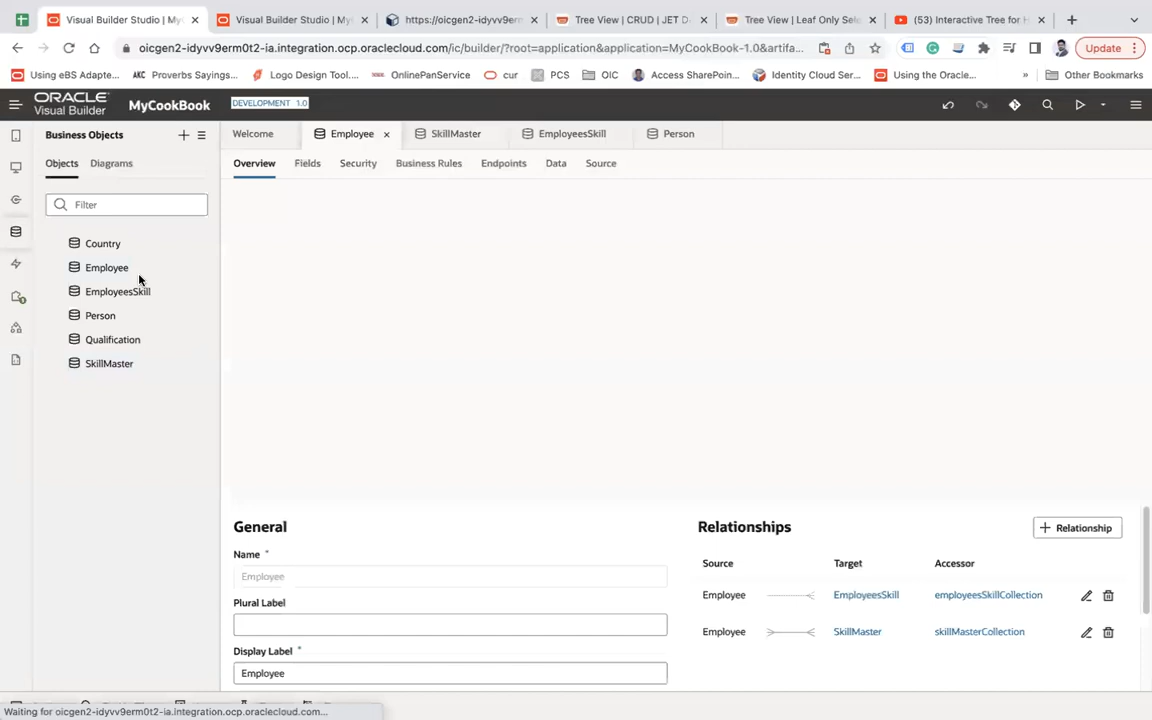 Visual Builder Studio | My
Visual Builder Studio | My
https://oicgen2-idyvv9erm
Tree View | CRUD | JET D
Tree View | Leaf Only Sele
(53) Interactive Tree for H
oicgen2-idyvv9erm0t2-ia.integration.ocp.oraclecloud.com/ic/builder/?root=application&application=MyCookBook-1.0&artifa...
Update
Using eBS Adapte...
AKC
Proverbs Sayings...
Logo Design Tool....
OnlinePanService
cur
PCS
OIC
Access SharePoin...
Identity Cloud Ser...
Using the Oracle...
»
Other Bookmarks
ORACLE
Visual Builder
MyCookBook
DEVELOPMENT 1.0
Business Objects
Welcome
Employee
SkillMaster
EmployeesSkill
Person
Objects
Diagrams
Overview
Fields
Security
Business Rules
Endpoints
Data
Source
Filter
Country
Employee
EmployeesSkill
Person
Qualification
SkillMaster
General
Name *
Employee
Plural Label
Display Label *
Employee
Relationships
Relationship
Source
Target
Accessor
Employee
EmployeesSkill
employeesSkillCollection
Employee
SkillMaster
skillMasterCollection
Waiting for oicgen2-idyvv9erm0t2-ia.integration.ocp.oraclecloud.com...